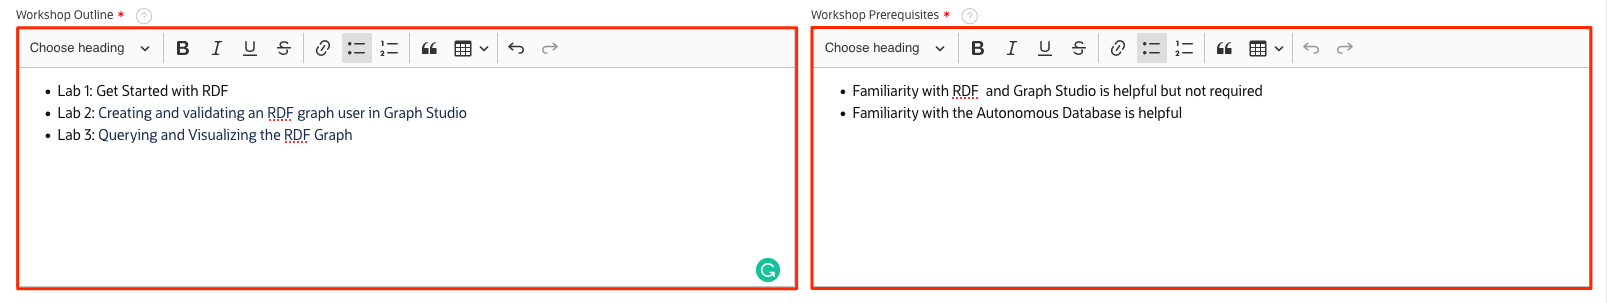 Workshop Outline *
Choose heading
• Lab 1: Get Started with RDF
• Lab 2: Creating and validating an RDF graph user in Graph Studio
• Lab 3: Querying and Visualizing the RDF Graph
Workshop Prerequisites *
Choose heading
• Familiarity with RDF  and Graph Studio is helpful but not required
• Familiarity with the Autonomous Database is helpful